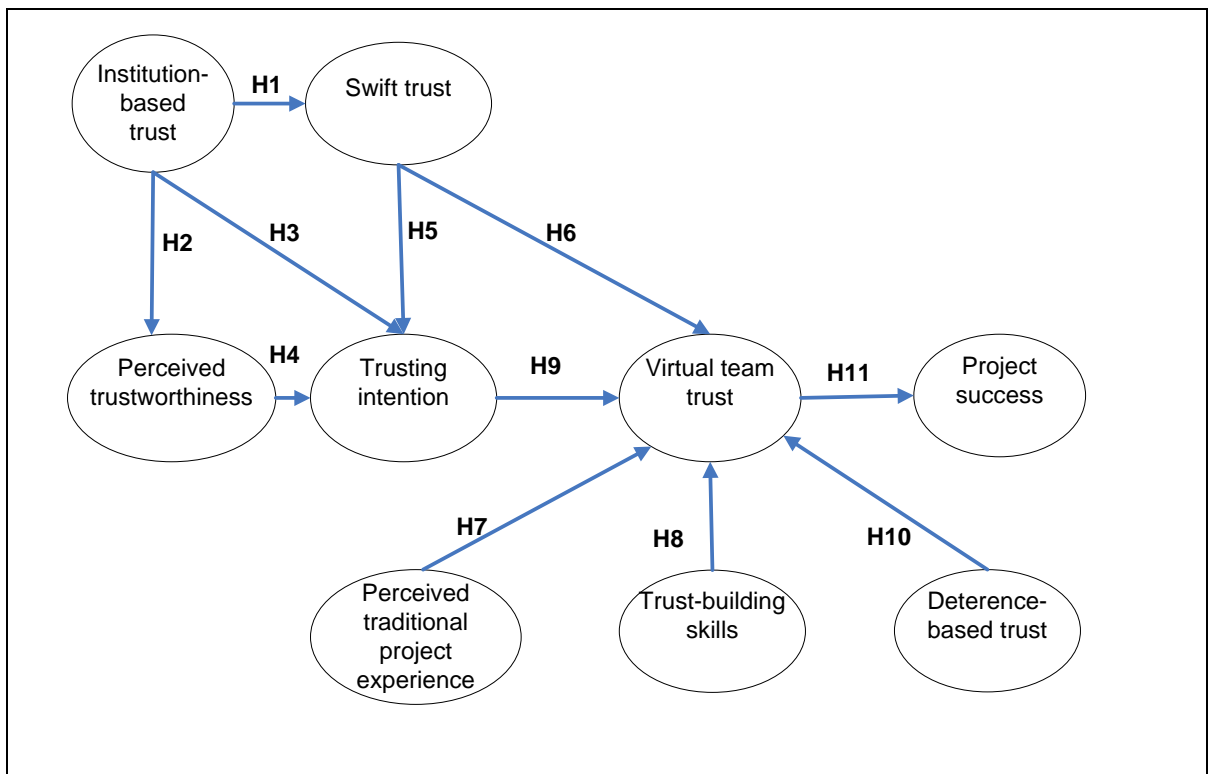 Institution-
based
trust
H1
Swift trust
H2
H3
H5
H6
Perceived
trustworthiness
H4
Trusting
intention
H9
Virtual team
trust
H11
Project
success
H7
H8
H10
Perceived
traditional
project
experience
Trust-building
skills
Deterence-
based trust